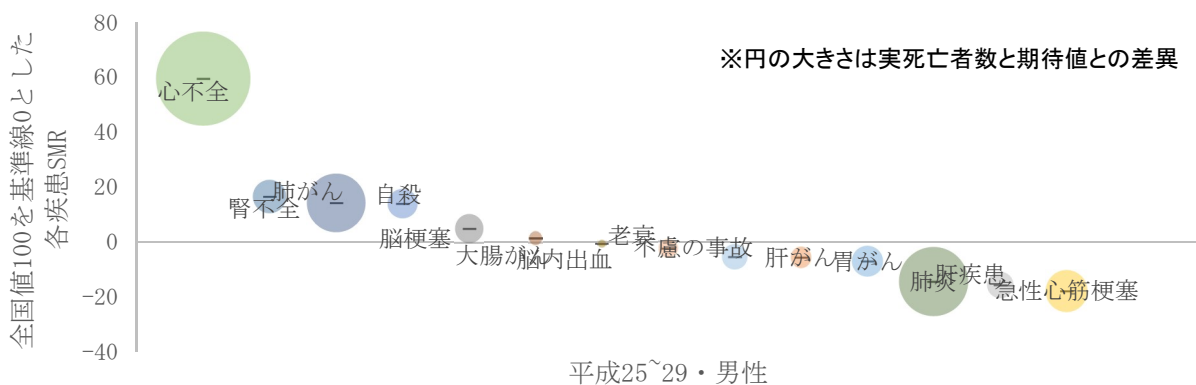 全国値100を基準線0とした
各疾患SMR
80
60
40
20
0
-20
-40
※円の大きさは実死亡者数と期待値との差異
心不全
腎不全
肺がん
自殺
脳梗塞
大腸がん
脳内出血
老衰
不慮の事故
肝がん
胃がん
肺炎
肝疾患
急性心筋梗塞
平成25~29・男性